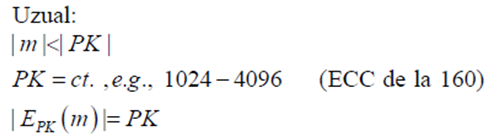 Uzual:
| m |<| PK |
PK = ct. , e.g., 1024 – 4096 (ECC de la 160)
| E_PK (m) |= PK